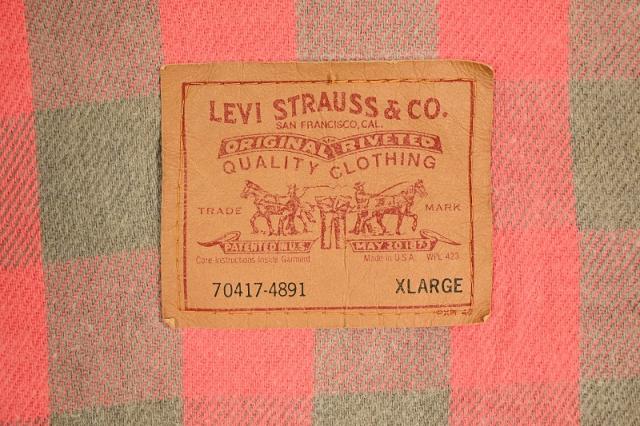 LEVI STRAUSS & CO.
SAN FRANCISCO, CAL.
ORIGINAL RIVETED
QUALITY CLOTHING
TRADE MARK
PATENTED IN U.S. MAY 20 1873
Care Instructions Inside Garment Made in U.S.A. WPL 423
70417-4891 XLARGE